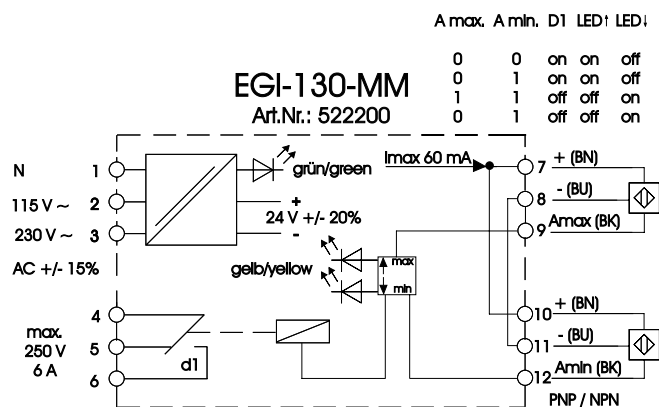 A max. A min. D1 LED↑ LED↓
0 0 on on off
0 1 on on off
1 1 off off on
0 1 off off on
EGI-130-MM
Art.Nr.: 522200
N 1
115 V ~ 2
230 V ~ 3
AC +/- 15%
grün/green
+
24 V +/- 20%
-
gelb/yellow
max
min
Imax 60 mA
7 + (BN)
8 - (BU)
9 Amax (BK)
10 + (BN)
11 - (BU)
12 Amin (BK)
PNP / NPN
4
max.
250 V 5
6 A
6
d1